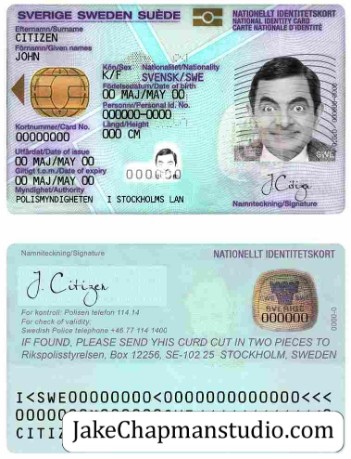 SVERIGE SWEDEN SUÈDE
NATIONELLT IDENTITETSKORT
NATIONAL IDENTITY CARD
CARTE NATIONALE D'IDENTITÉ
Efternamn/Surname
CITIZEN
Förnamn/Given names
JOHN
Kön/Sex Nationalitet/Nationality
K/F SVENSK/SWE
Födelsedatum/Date of birth
00 MAJ/MAY 00
Personnr/Personal Id. No.
000000-0000
Kortnummer/Card No.
00000000
Längd/Height
000 CM
Utfärdat/Date of issue
00 MAJ/MAY 00
Giltigt t.o.m./Date of expiry
00 MAJ/MAY 00
000000
SWE
Myndighet/Authority
POLISMYNDIGHETEN I STOCKHOLMS LAN
J.Citizen
Namnteckning/Signature
Namnteckning/Signature
NATIONELLT IDENTITETSKORT
J. Citizen
SVERIGE
000000
För kontroll: Polisen telefon 114 14
For check of validity:
Swedish Police telephone +46 77 114 1400
IF FOUND, PLEASE SEND YHIS CURD CUT IN TWO PIECES TO
Rikspolisstyrelsen, Box 12256, SE-102 25 STOCKHOLM, SWEDEN
I<SWE00000000<0000000000000<<<
CITIZ
JakeChapmanstudio.com